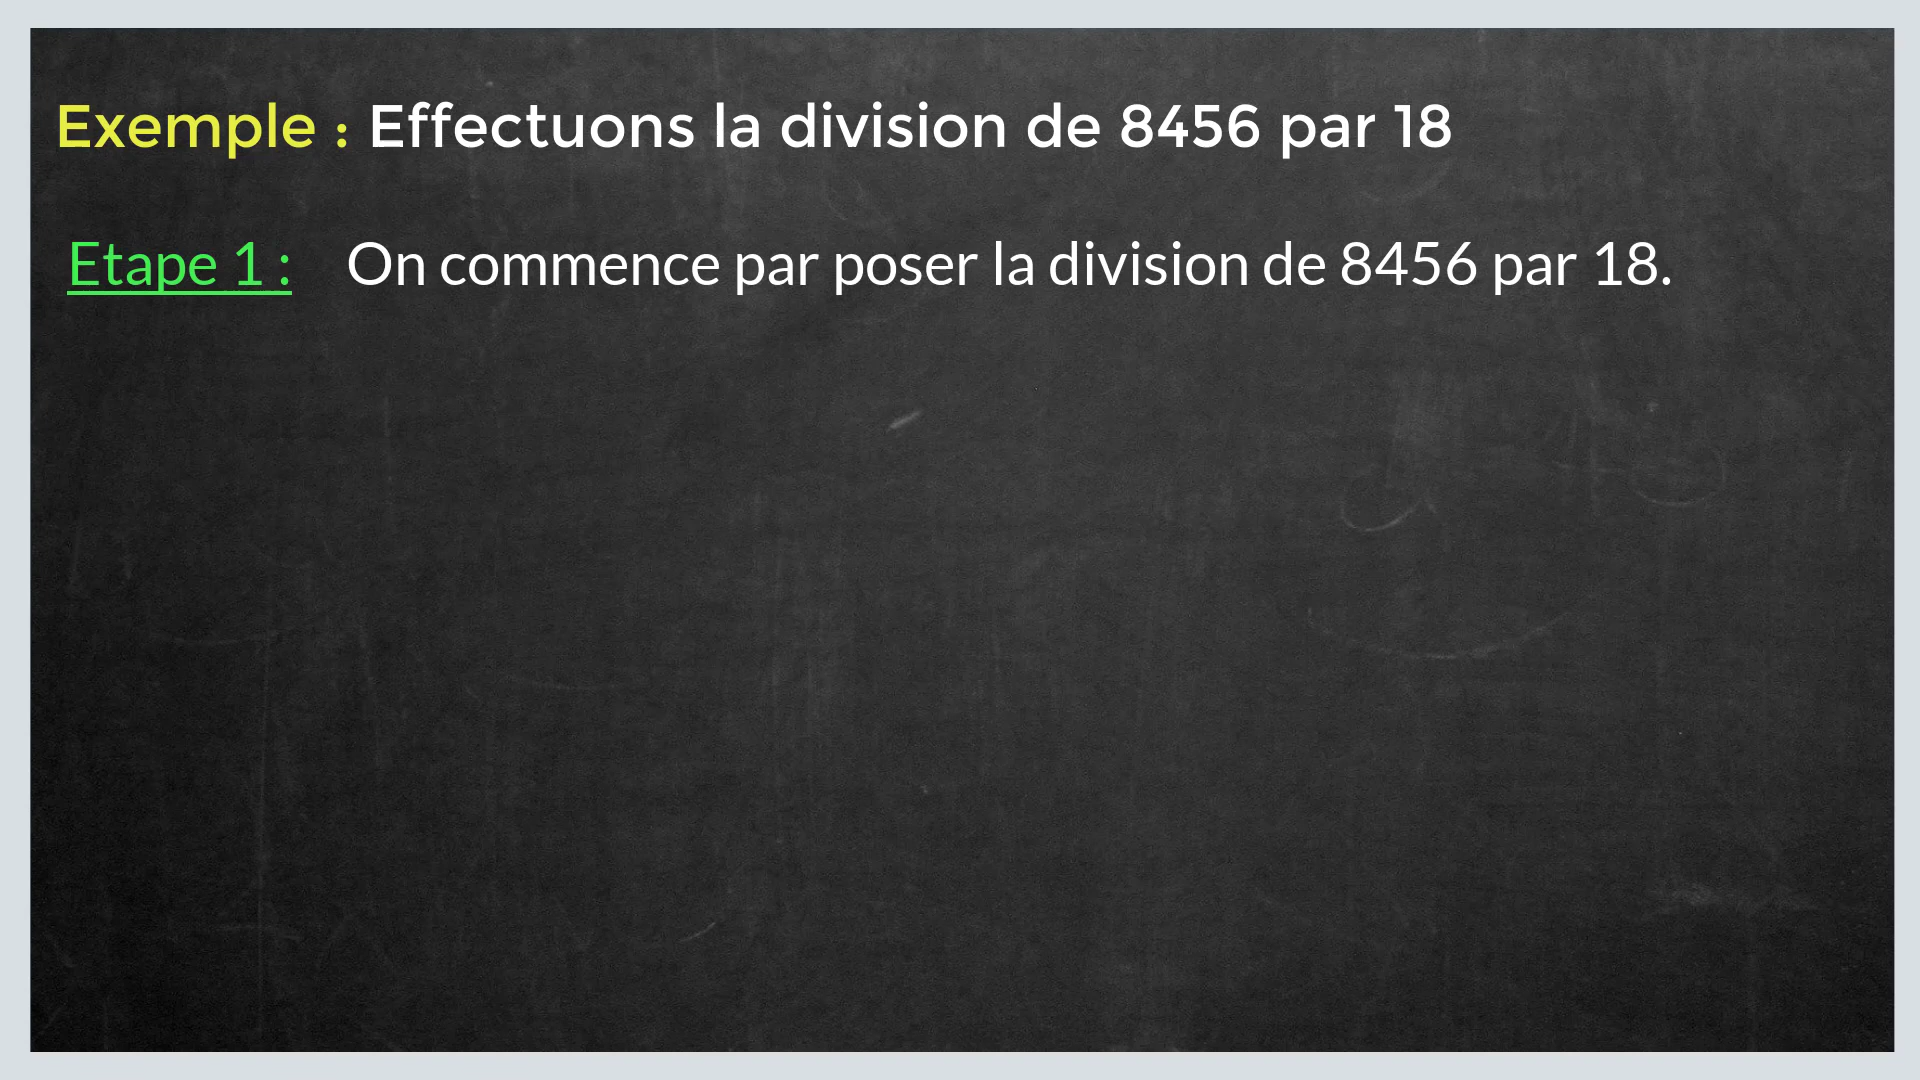 Exemple : Effectuons la division de 8456 par 18
Etape 1 : On commence par poser la division de 8456 par 18.